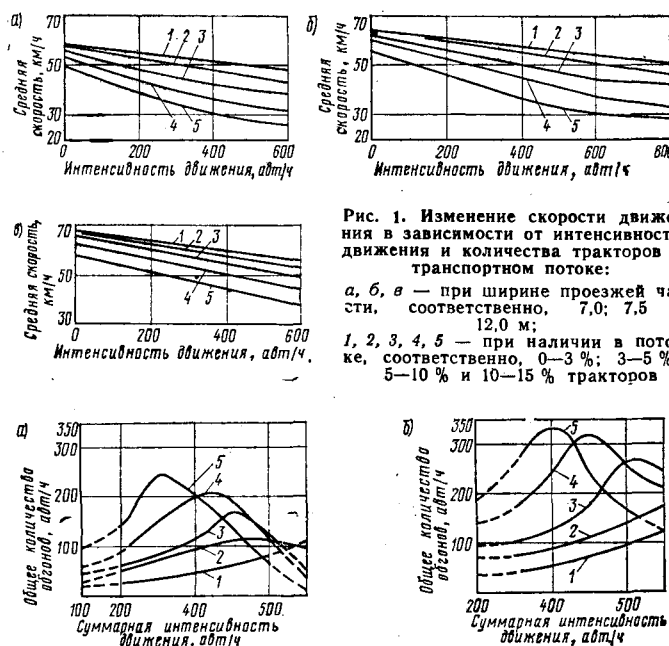 а)
70
50
30
20
Средняя скорость, км/ч
1 2 3
4 5
0 200 400 600
Интенсивность движения, авт/ч
б)
70
50
30
20
Средняя скорость, км/ч
1 2 3
4 5
0 200 400 600
Интенсивность движения, авт/ч
в)
70
50
30
Средняя скорость, км/ч
1 2 3
4 5
0 200 400 600
Интенсивность движения, авт/ч.
Рис. 1. Изменение скорости движе-
ния в зависимости от интенсивност
движения и количества тракторов
транспортном потоке:
а, б, в — при ширине проезжей ча
сти, соответственно, 7,0; 7,5
12,0 м;
1, 2, 3, 4, 5 — при наличии в пото
ке, соответственно, 0—3 %; 3—5 %
5—10 % и 10—15 % тракторов
а)
350
300
200
100
Общее количества
обгонов, авт/ч
5
4
3
2
1
100 200 400 500.
Суммарная интенсивность
движения, авт/ч
б)
350
300
200
100
Общее количества
обгонов, авт/ч
5
4
3
2
1
200 400 500
Суммарная интенсивность
движения, авт/ч